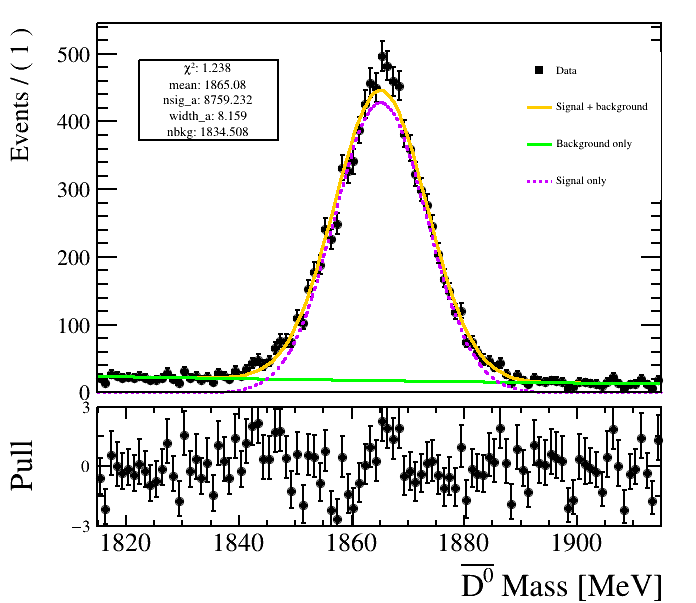 Events / ( 1 )
500
400
300
200
100
0
χ²: 1.238
mean: 1865.08
nsig_a: 8759.232
width_a: 8.159
nbkg: 1834.508
Data
Signal + background
Background only
Signal only
Pull
3
0
−3
1820 1840 1860 1880 1900
D⁰ Mass [MeV]